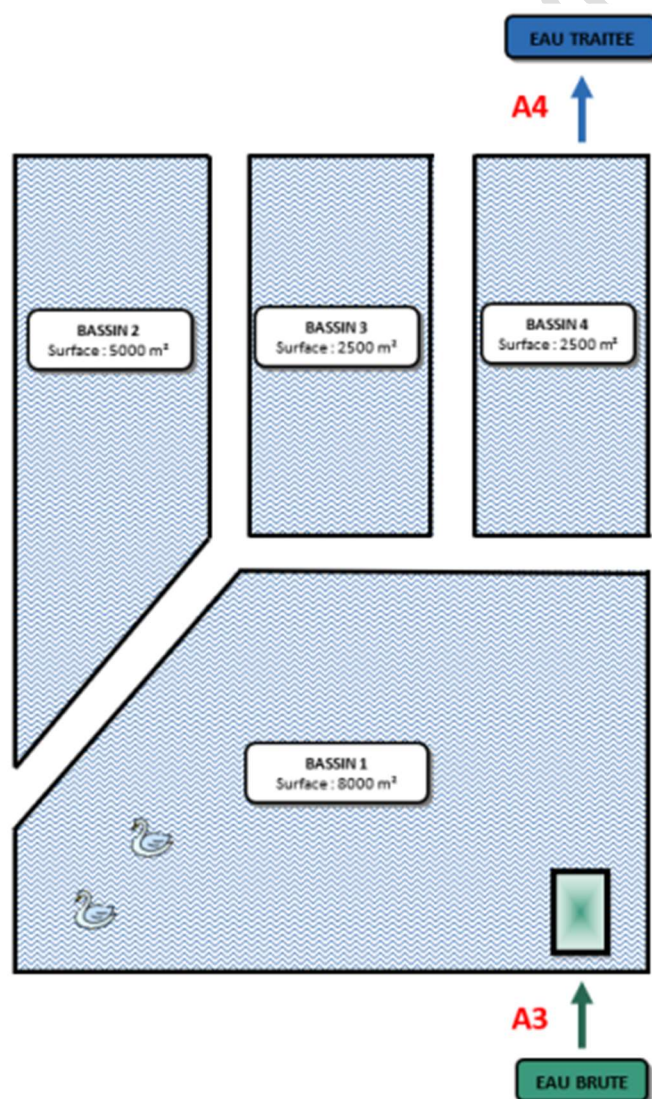 EAU TRAITEE
A4
BASSIN 2
Surface : 5000 m²
BASSIN 3
Surface : 2500 m²
BASSIN 4
Surface : 2500 m²
BASSIN 1
Surface : 8000 m²
A3
EAU BRUTE